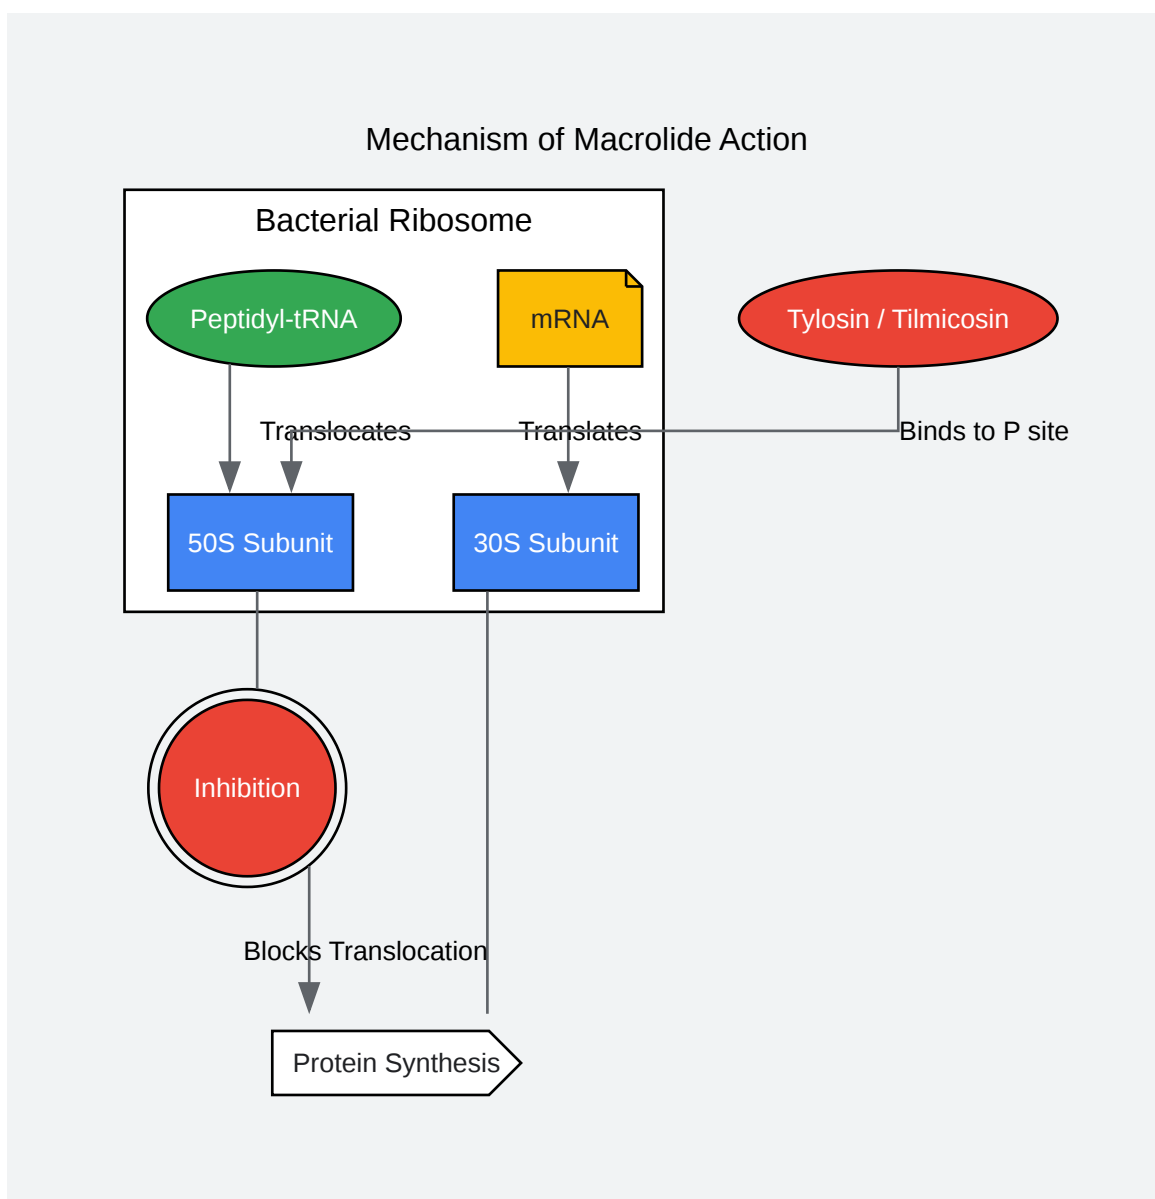 Mechanism of Macrolide Action
Bacterial Ribosome
Peptidyl-tRNA
mRNA
Tylosin / Tilmicosin
Translocates
Translates
Binds to P site
50S Subunit
30S Subunit
Inhibition
Blocks Translocation
Protein Synthesis